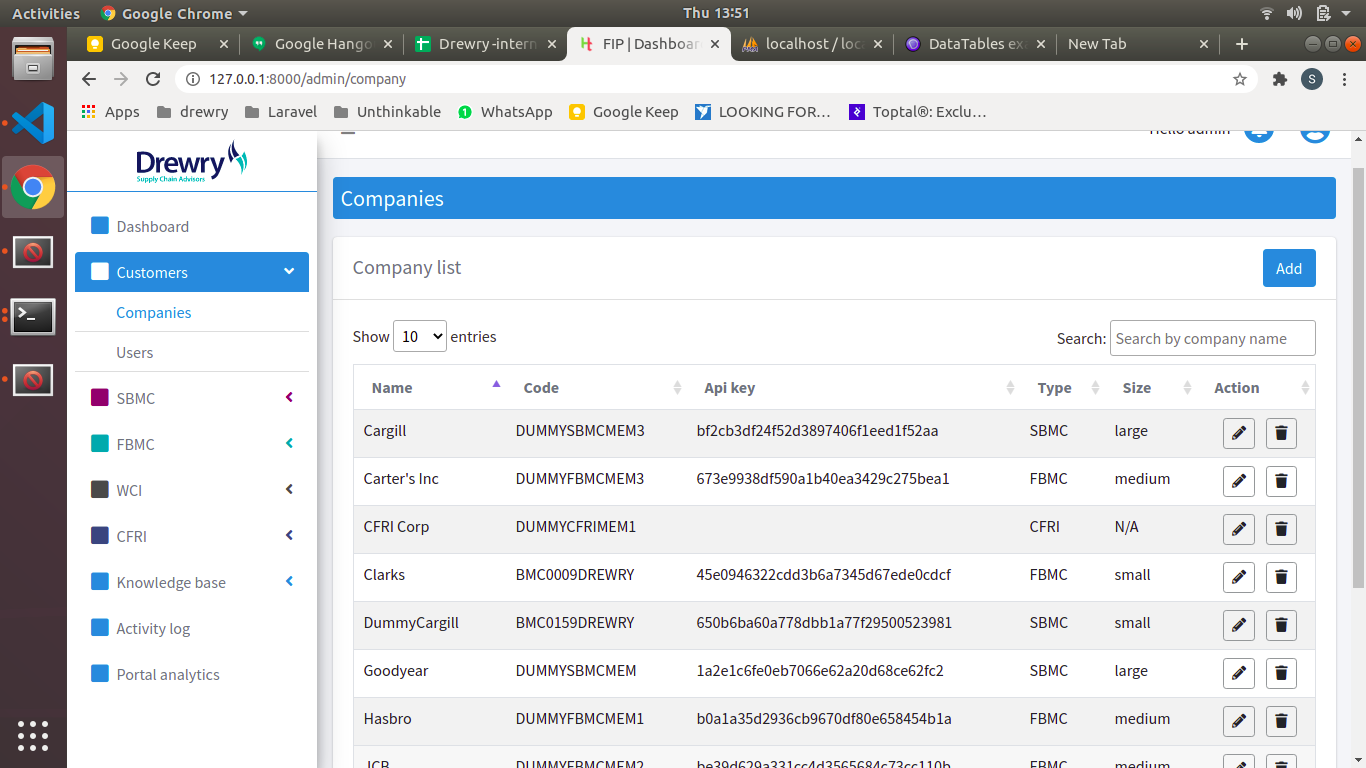 Activities Google Chrome Thu 13:51
Google Keep Google Hango Drewry -intern FIP | Dashboar localhost / loc DataTables ex New Tab
127.0.0.1:8000/admin/company S
Apps drewry Laravel Unthinkable WhatsApp Google Keep LOOKING FOR... Toptal®: Exclu...
Hello admin
Drewry
Supply Chain Advisors
Dashboard
Customers
Companies
Users
SBMC
FBMC
WCI
CFRI
Knowledge base
Activity log
Portal analytics
Companies
Company list Add
Show 10 entries Search: Search by company name
Name Code Api key Type Size Action
Cargill DUMMYSBMCMEM3 bf2cb3df24f52d3897406f1eed1f52aa SBMC large
Carter's Inc DUMMYFBMCMEM3 673e9938df590a1b40ea3429c275bea1 FBMC medium
CFRI Corp DUMMYCFRIMEM1 CFRI N/A
Clarks BMC0009DREWRY 45e0946322cdd3b6a7345d67ede0cdcf FBMC small
DummyCargill BMC0159DREWRY 650b6ba60a778dbb1a77f29500523981 SBMC small
Goodyear DUMMYSBMCMEM 1a2e1c6fe0eb7066e62a20d68ce62fc2 SBMC large
Hasbro DUMMYFBMCMEM1 b0a1a35d2936cb9670df80e658454b1a FBMC medium
JCB DUMMYFBMCMEM2 be39d629a331cc4d3565684c73cc110b FBMC medium